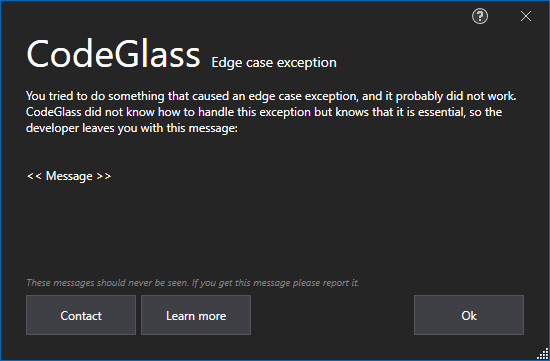 CodeGlass Edge case exception
You tried to do something that caused an edge case exception, and it probably did not work.
CodeGlass did not know how to handle this exception but knows that it is essential, so the
developer leaves you with this message:
<< Message >>
These messages should never be seen. If you get this message please report it.
Contact Learn more Ok